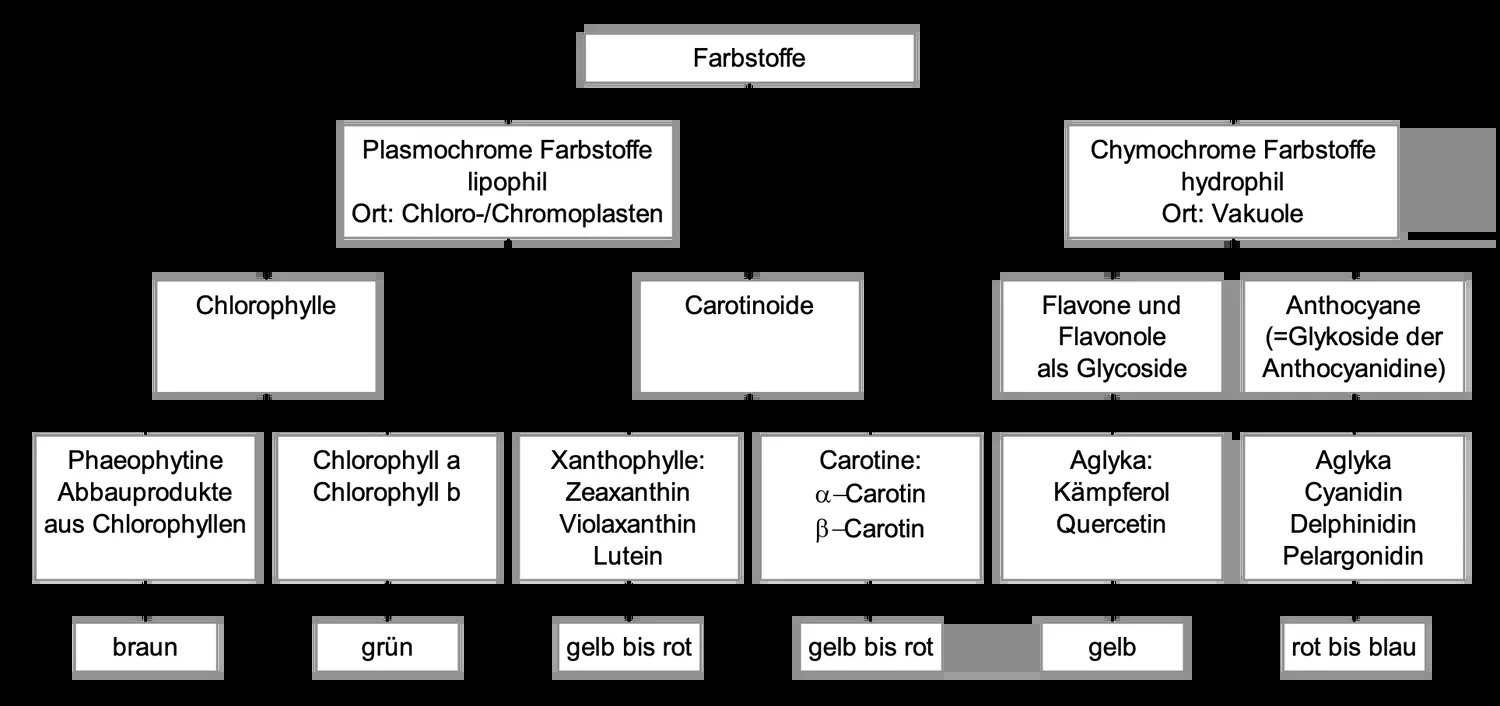 Farbstoffe
Plasmochrome Farbstoffe
lipophil
Ort: Chloro-/Chromoplasten
Chymochrome Farbstoffe
hydrophil
Ort: Vakuole
Chlorophylle
Carotinoide
Flavone und
Flavonole
als Glycoside
Anthocyane
(=Glykoside der
Anthocyanidine)
Phaeophytine
Abbauprodukte
aus Chlorophyllen
Chlorophyll a
Chlorophyll b
Xanthophylle:
Zeaxanthin
Violaxanthin
Lutein
Carotine:
α–Carotin
β–Carotin
Aglyka:
Kämpferol
Quercetin
Aglyka
Cyanidin
Delphinidin
Pelargonidin
braun
grün
gelb bis rot
gelb bis rot
gelb
rot bis blau